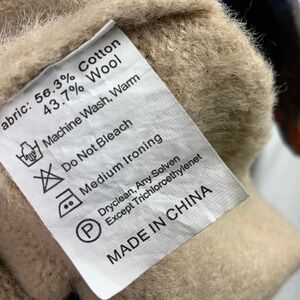 abric: 56.3% Cotton
43.7% Wool
Machine Wash, Warm
Do Not Bleach
Medium Ironing
P Dryclean, Any Solven
Except Trichloroethylenet
MADE IN CHINA